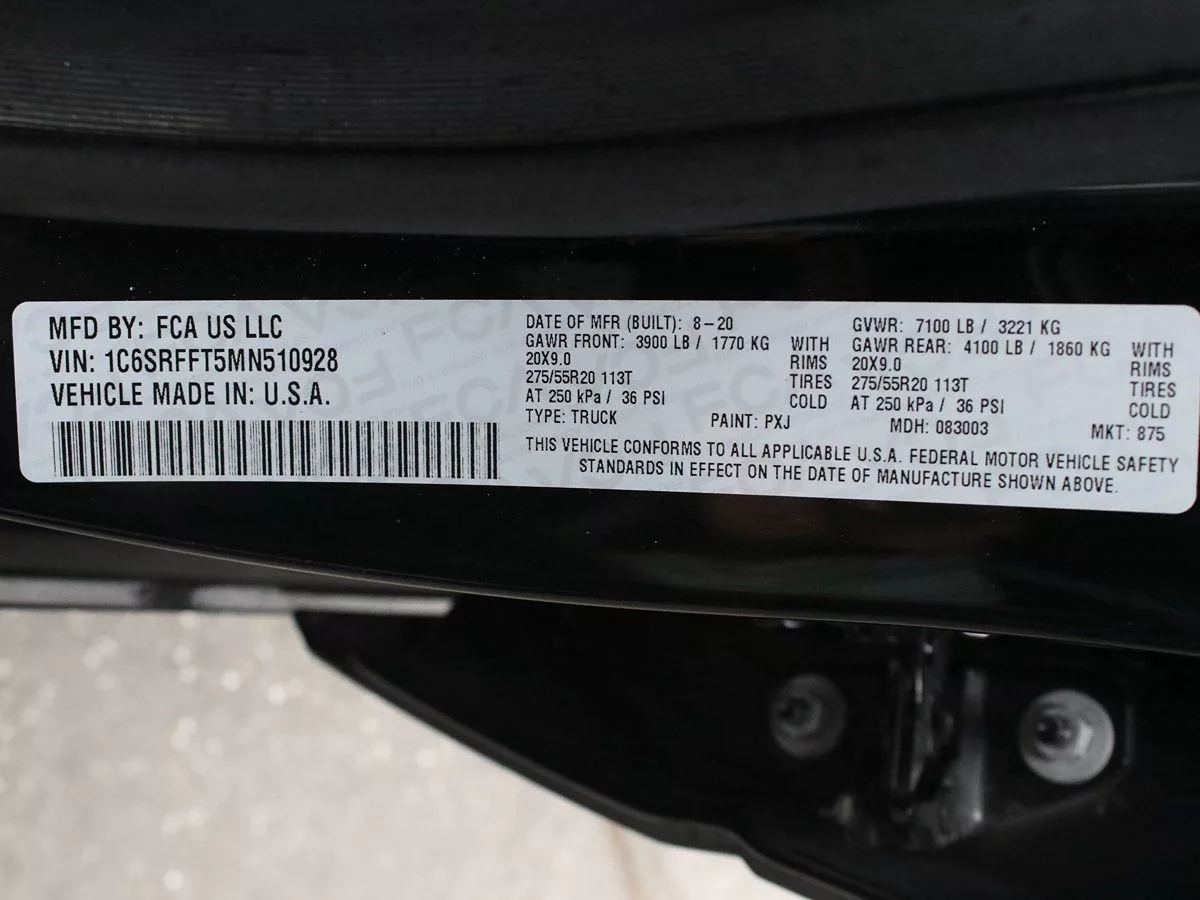 MFD BY: FCA US LLC
VIN: 1C6SRFFT5MN510928
VEHICLE MADE IN: U.S.A.
DATE OF MFR (BUILT): 8-20
GAWR FRONT: 3900 LB / 1770 KG WITH
20X9.0 RIMS
275/55R20 113T TIRES
AT 250 kPa / 36 PSI COLD
TYPE: TRUCK PAINT: PXJ
GVWR: 7100 LB / 3221 KG
GAWR REAR: 4100 LB / 1860 KG WITH
20X9.0 RIMS
275/55R20 113T TIRES
AT 250 kPa / 36 PSI COLD
MDH: 083003 MKT: 875
THIS VEHICLE CONFORMS TO ALL APPLICABLE U.S.A. FEDERAL MOTOR VEHICLE SAFETY
STANDARDS IN EFFECT ON THE DATE OF MANUFACTURE SHOWN ABOVE.